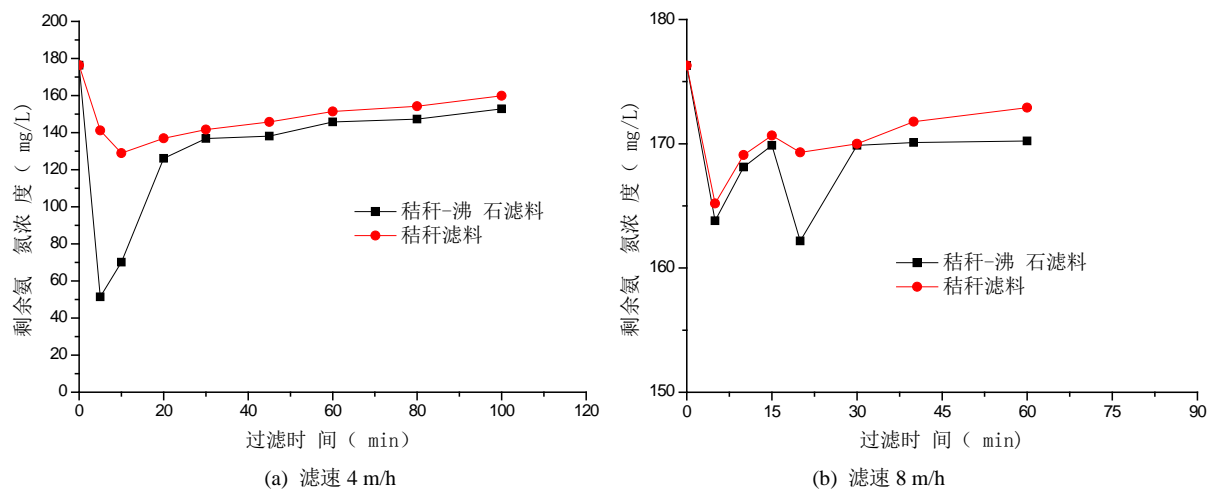 200
180
160
140
120
100
80
60
40
20
0
剩余氨 氮浓 度（ mg/L）
秸秆-沸 石滤料
秸秆滤料
0 20 40 60 80 100 120
过滤时 间（ min）
(a) 滤速 4 m/h
180
170
160
150
剩余氨 氮浓 度（ mg/L）
秸秆-沸 石滤料
秸秆滤料
0 15 30 45 60 75 90
过滤时 间（ min)
(b) 滤速 8 m/h